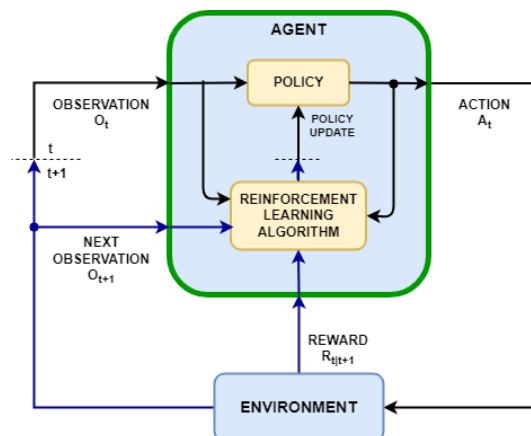 AGENT
POLICY
OBSERVATION
Ot
ACTION
At
POLICY
UPDATE
t
t+1
REINFORCEMENT
LEARNING
ALGORITHM
NEXT
OBSERVATION
Ot+1
REWARD
Rt|t+1
ENVIRONMENT